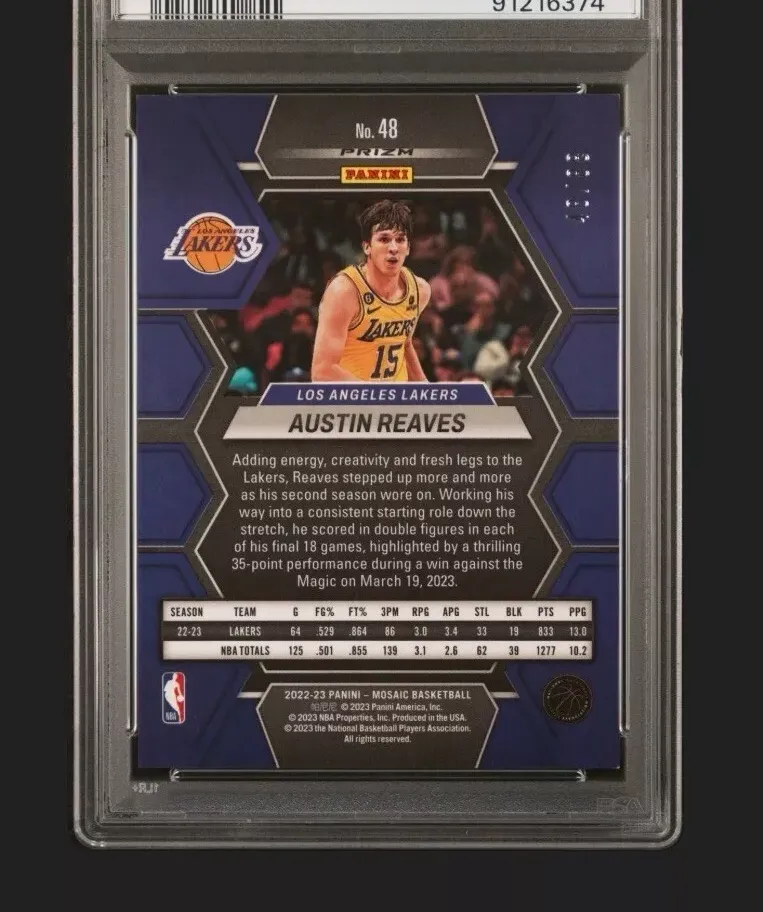 91216374
No. 48
PRIZM
PANINI
LOS ANGELES
LAKERS
6
LAKERS
15
LOS ANGELES LAKERS
AUSTIN REAVES
Adding energy, creativity and fresh legs to the
Lakers, Reaves stepped up more and more
as his second season wore on. Working his
way into a consistent starting role down the
stretch, he scored in double figures in each
of his final 18 games, highlighted by a thrilling
35-point performance during a win against the
Magic on March 19, 2023.
SEASON TEAM G FG% FT% 3PM RPG APG STL BLK PTS PPG
22-23 LAKERS 64 .529 .864 86 3.0 3.4 33 19 833 13.0
NBA TOTALS 125 .501 .855 139 3.1 2.6 62 39 1277 10.2
2022-23 PANINI – MOSAIC BASKETBALL
帕尼尼 © 2023 Panini America, Inc.
© 2023 NBA Properties, Inc. Produced in the USA.
© 2023 the National Basketball Players Association.
All rights reserved.
NBA
PSA